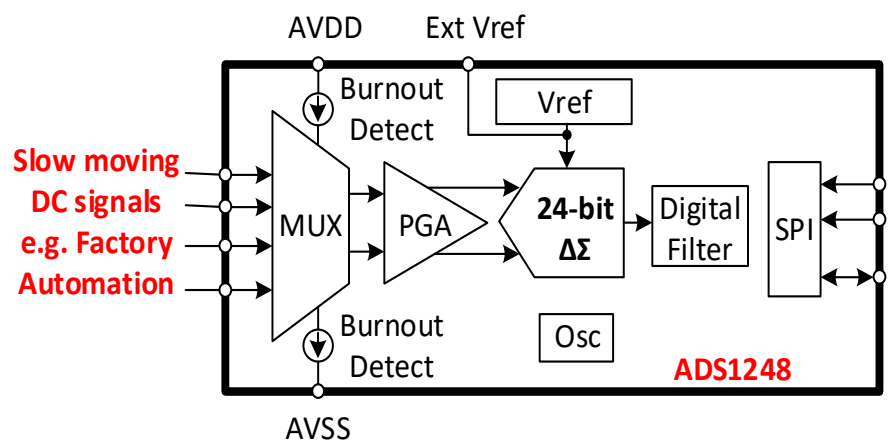 AVDD
Ext Vref
Burnout
Detect
Vref
Slow moving
DC signals
e.g. Factory
Automation
MUX
PGA
24-bit
ΔΣ
Digital
Filter
SPI
Burnout
Detect
Osc
ADS1248
AVSS